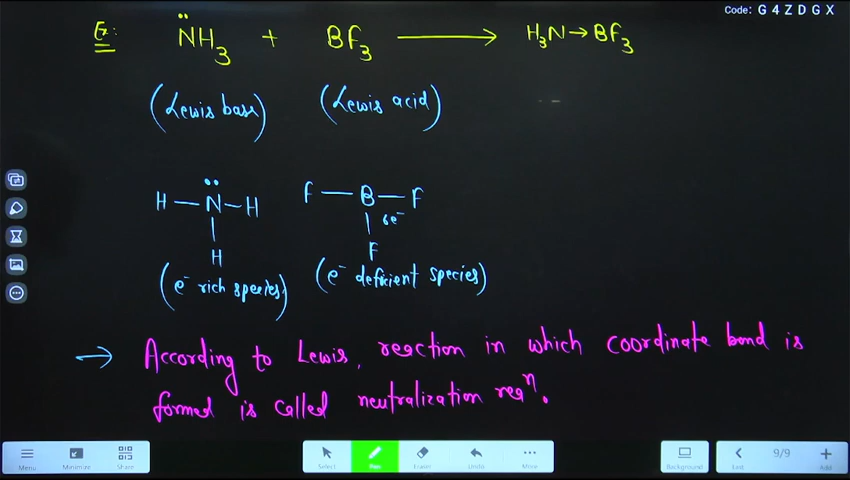 Code: G 4 Z D G X
Ex: N̈H₃ + BF₃ ⟶ H₃N→BF₃
(Lewis base) (Lewis acid)
H—N̈—H F—B—F
6e⁻
H F
(e⁻ rich species) (e⁻ deficient species)
→ According to Lewis, reaction in which coordinate bond is
formed is called neutralization reaⁿ.
Menu Minimize Share Select Pen Eraser Undo More Background Exit 9/9 Add